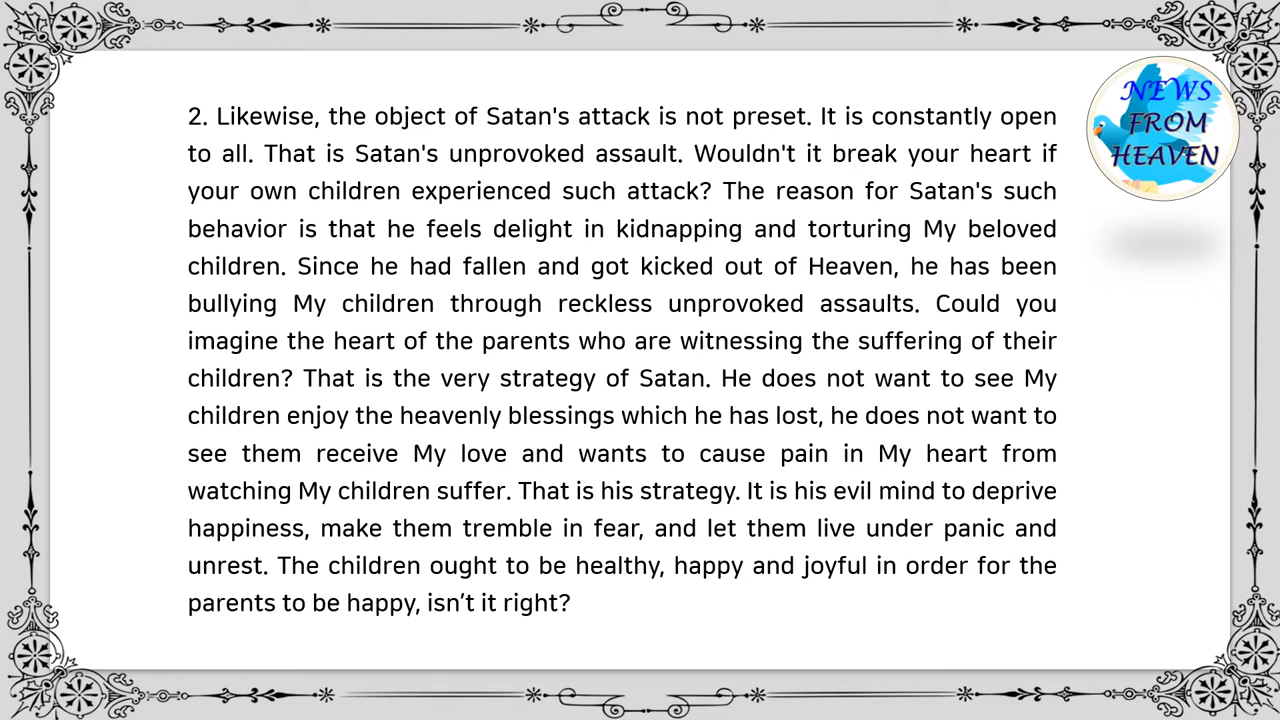 2. Likewise, the object of Satan's attack is not preset. It is constantly open
to all. That is Satan's unprovoked assault. Wouldn't it break your heart if
your own children experienced such attack? The reason for Satan's such
behavior is that he feels delight in kidnapping and torturing My beloved
children. Since he had fallen and got kicked out of Heaven, he has been
bullying My children through reckless unprovoked assaults. Could you
imagine the heart of the parents who are witnessing the suffering of their
children? That is the very strategy of Satan. He does not want to see My
children enjoy the heavenly blessings which he has lost, he does not want to
see them receive My love and wants to cause pain in My heart from
watching My children suffer. That is his strategy. It is his evil mind to deprive
happiness, make them tremble in fear, and let them live under panic and
unrest. The children ought to be healthy, happy and joyful in order for the
parents to be happy, isn’t it right?
NEWS
FROM
HEAVEN